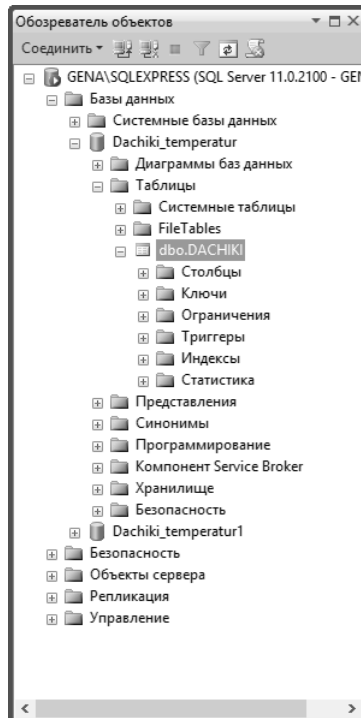 Обозреватель объектов
Соединить
GENA\SQLEXPRESS (SQL Server 11.0.2100 - GEN
Базы данных
Системные базы данных
Dachiki_temperatur
Диаграммы баз данных
Таблицы
Системные таблицы
FileTables
dbo.DACHIKI
Столбцы
Ключи
Ограничения
Триггеры
Индексы
Статистика
Представления
Синонимы
Программирование
Компонент Service Broker
Хранилище
Безопасность
Dachiki_temperatur1
Безопасность
Объекты сервера
Репликация
Управление